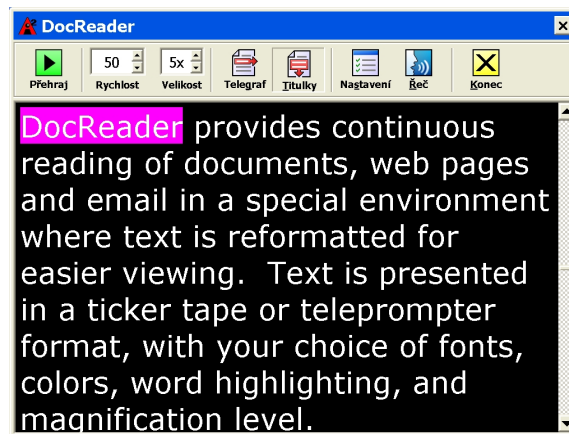 DocReader
50 5x
Přehraj Rychlost Velikost Telegraf Titulky Nastavení Řeč Konec
DocReader provides continuous
reading of documents, web pages
and email in a special environment
where text is reformatted for
easier viewing.  Text is presented
in a ticker tape or teleprompter
format, with your choice of fonts,
colors, word highlighting, and
magnification level.